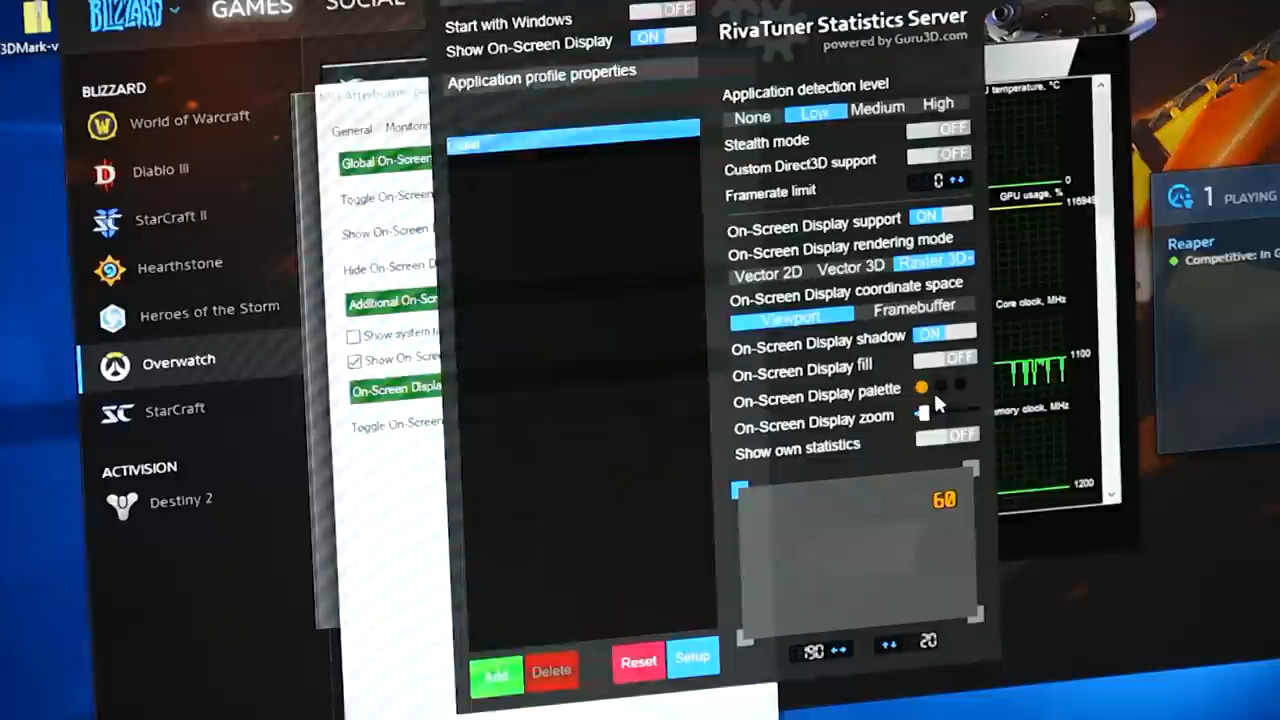 3DMark-v
BLIZZARD
GAMES
SOCIAL
BLIZZARD
World of Warcraft
Diablo III
StarCraft II
Hearthstone
Heroes of the Storm
Overwatch
StarCraft
ACTIVISION
Destiny 2
General
Global On-Screen
Toggle On-Screen
Show On-Screen
Hide On-Screen D
Additional On-Scr
Show system
Show On-Scre
On-Screen Displa
Toggle On-Screen
Start with Windows
OFF
Show On-Screen Display
ON
Application profile properties
Global
Add
Delete
Reset
Setup
RivaTuner Statistics Server
powered by Guru3D.com
Application detection level
None
Low
Medium
High
Stealth mode
OFF
Custom Direct3D support
OFF
Framerate limit
0
On-Screen Display support
ON
On-Screen Display rendering mode
Vector 2D
Vector 3D
Raster 3D
On-Screen Display coordinate space
Viewport
Framebuffer
On-Screen Display shadow
ON
On-Screen Display fill
OFF
On-Screen Display palette
On-Screen Display zoom
Show own statistics
OFF
60
190
20
temperature, °C
0
GPU usage, %
Core clock, MHz
1100
emory clock, MHz
1200
1 PLAYING
Reaper
Competitive: In G